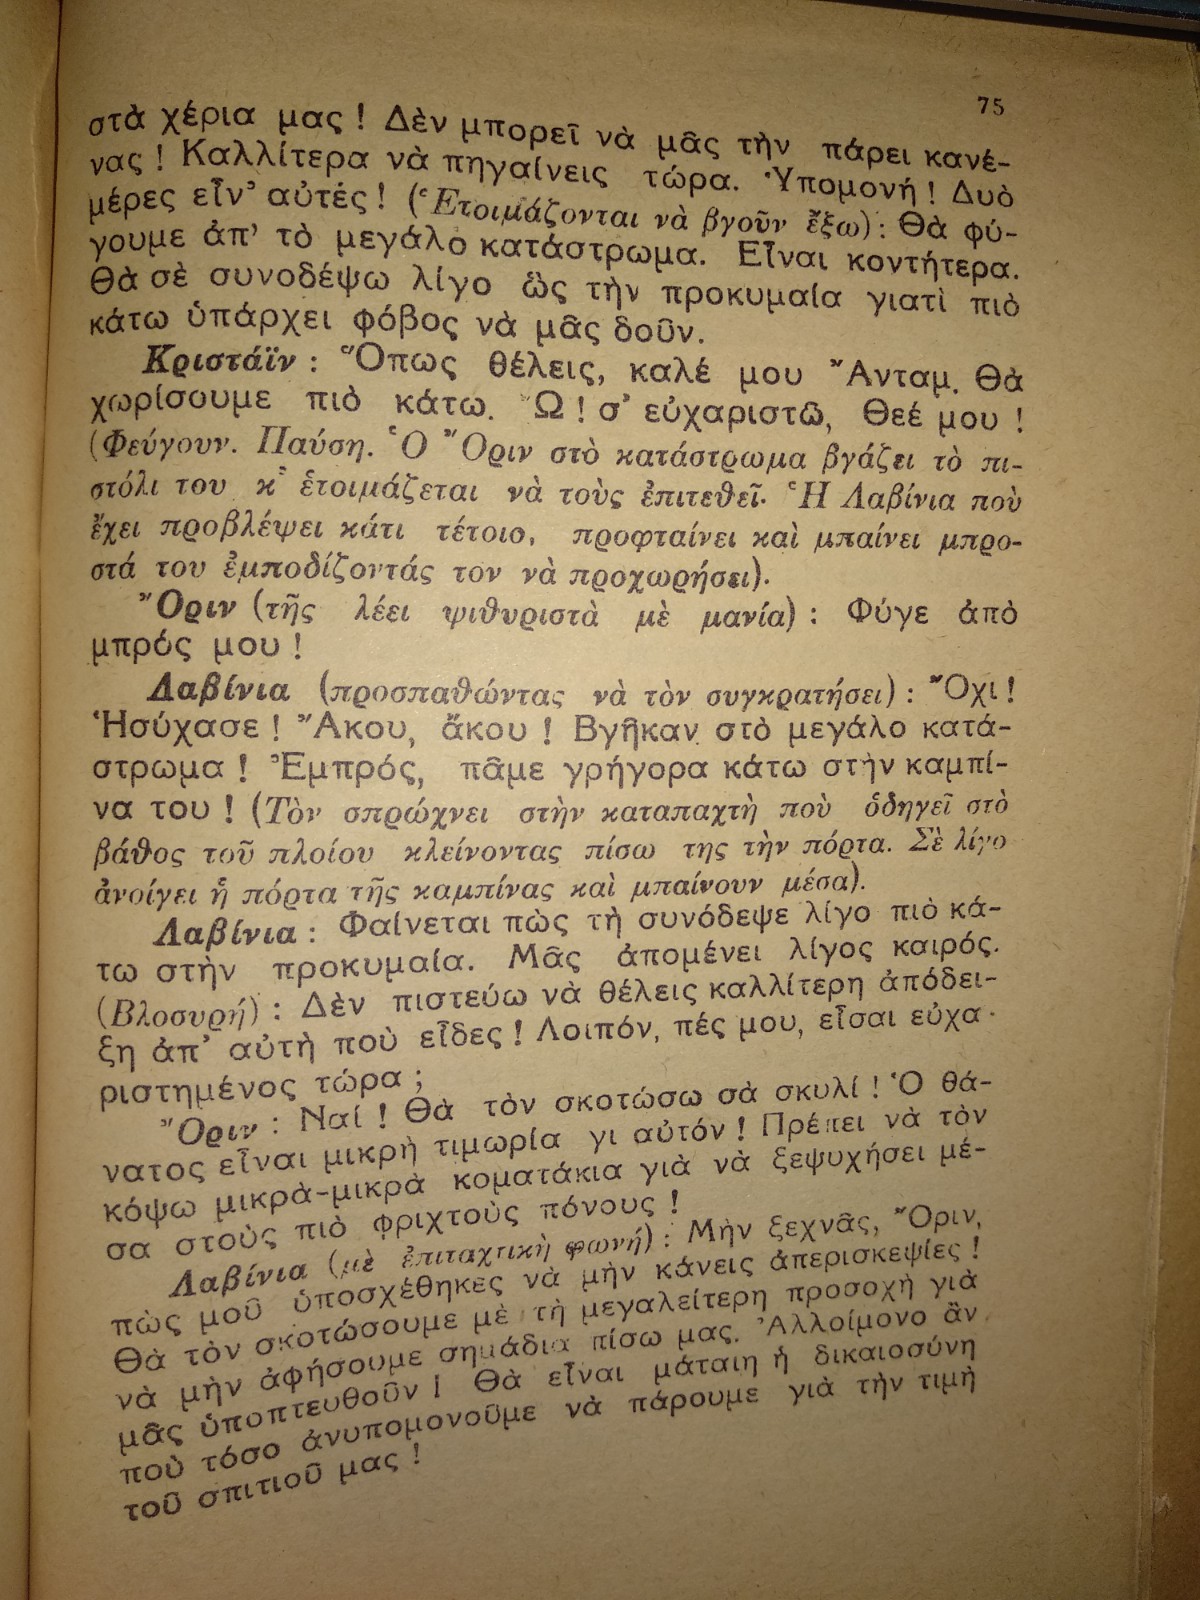 75
στὰ χέρια μας ! Δὲν μπορεῖ νὰ μᾶς τὴν πάρει κανέ-
νας ! Καλλίτερα νὰ πηγαίνεις τώρα. Ὑπομονή ! Δυὸ
μέρες εἶν᾿ αὐτές ! (Ἑτοιμάζονται νὰ βγοῦν ἔξω) : Θὰ φύ-
γουμε ἀπ᾿ τὸ μεγάλο κατάστρωμα. Εἶναι κοντήτερα.
Θὰ σὲ συνοδέψω λίγο ὣς τὴν προκυμαία γιατὶ πιὸ
κάτω ὑπάρχει φόβος νὰ μᾶς δοῦν.
Κριστάϊν : Ὅπως θέλεις, καλέ μου Ἄνταμ. Θὰ
χωρίσουμε πιὸ κάτω. Ὢ ! σ᾿ εὐχαριστῶ, Θεέ μου !
(Φεύγουν. Παύση. Ὁ Ὄριν στὸ κατάστρωμα βγάζει τὸ πι-
στόλι του κ᾿ ἑτοιμάζεται νὰ τοὺς ἐπιτεθεῖ. Ἡ Λαβίνια ποὺ
ἔχει προβλέψει κάτι τέτοιο, προφταίνει καὶ μπαίνει μπρο-
στά του ἐμποδίζοντάς τον νὰ προχωρήσει).
Ὄριν (τῆς λέει ψιθυριστὰ μὲ μανία) : Φύγε ἀπὸ
μπρός μου !
Λαβίνια (προσπαθώντας νὰ τὸν συγκρατήσει) : Ὄχι !
Ἡσύχασε ! Ἄκου, ἄκου ! Βγῆκαν στὸ μεγάλο κατά-
στρωμα ! Ἐμπρός, πᾶμε γρήγορα κάτω στὴν καμπί-
να του ! (Τὸν σπρώχνει στὴν καταπαχτὴ ποὺ ὁδηγεῖ στὸ
βάθος τοῦ πλοίου κλείνοντας πίσω της τὴν πόρτα. Σὲ λίγο
ἀνοίγει ἡ πόρτα τῆς καμπίνας καὶ μπαίνουν μέσα).
Λαβίνια : Φαίνεται πὼς τὴ συνόδεψε λίγο πιὸ κά-
τω στὴν προκυμαία. Μᾶς ἀπομένει λίγος καιρός.
(Βλοσυρή) : Δὲν πιστεύω νὰ θέλεις καλλίτερη ἀπόδει-
ξη ἀπ᾿ αὐτὴ ποὺ εἶδες ! Λοιπόν, πές μου, εἶσαι εὐχα-
ριστημένος τώρα ;
Ὄριν : Ναί ! Θὰ τὸν σκοτώσω σὰ σκυλί ! Ὁ θά-
νατος εἶναι μικρὴ τιμωρία γι αὐτόν ! Πρέπει νὰ τὸν
κόψω μικρὰ-μικρὰ κοματάκια γιὰ νὰ ξεψυχήσει μέ-
σα στοὺς πιὸ φριχτοὺς πόνους !
Λαβίνια (μὲ ἐπιταχτικὴ φωνή) : Μὴν ξεχνᾶς, Ὄριν,
πὼς μοῦ ὑποσχέθηκες νὰ μὴν κάνεις ἀπερισκεψίες !
Θὰ τὸν σκοτώσουμε μὲ τὴ μεγαλείτερη προσοχὴ γιὰ
νὰ μὴν ἀφήσουμε σημάδια πίσω μας. Ἀλλοίμονο ἂν
μᾶς ὑποπτευθοῦν ! Θὰ εἶναι μάταιη ἡ δικαιοσύνη
ποὺ τόσο ἀνυπομονοῦμε νὰ πάρουμε γιὰ τὴν τιμὴ
τοῦ σπιτιοῦ μας !